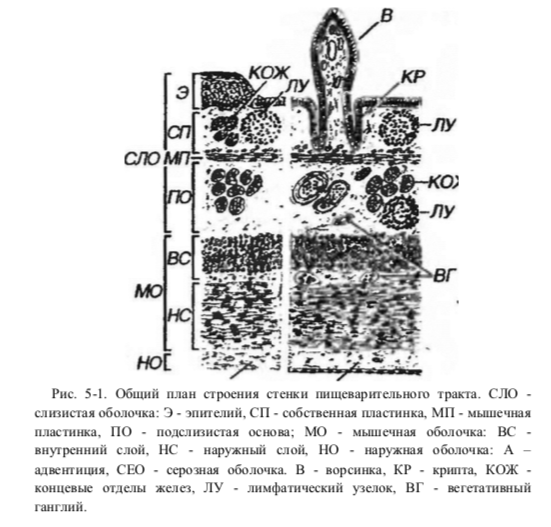 В
КОЖ
ЛУ
КР
Э
СП
ЛУ
СЛО МП
ПО
КОЖ
ЛУ
ВС
ВГ
МО
НС
НО
Рис. 5-1. Общий план строения стенки пищеварительного тракта. СЛО -
слизистая оболочка: Э - эпителий, СП - собственная пластинка, МП - мышечная
пластинка, ПО - подслизистая основа; МО - мышечная оболочка: ВС -
внутренний слой, НС - наружный слой, НО - наружная оболочка: А –
адвентиция, СЕО - серозная оболочка. В - ворсинка, КР - крипта, КОЖ -
концевые отделы желез, ЛУ - лимфатический узелок, ВГ - вегетативный
ганглий.